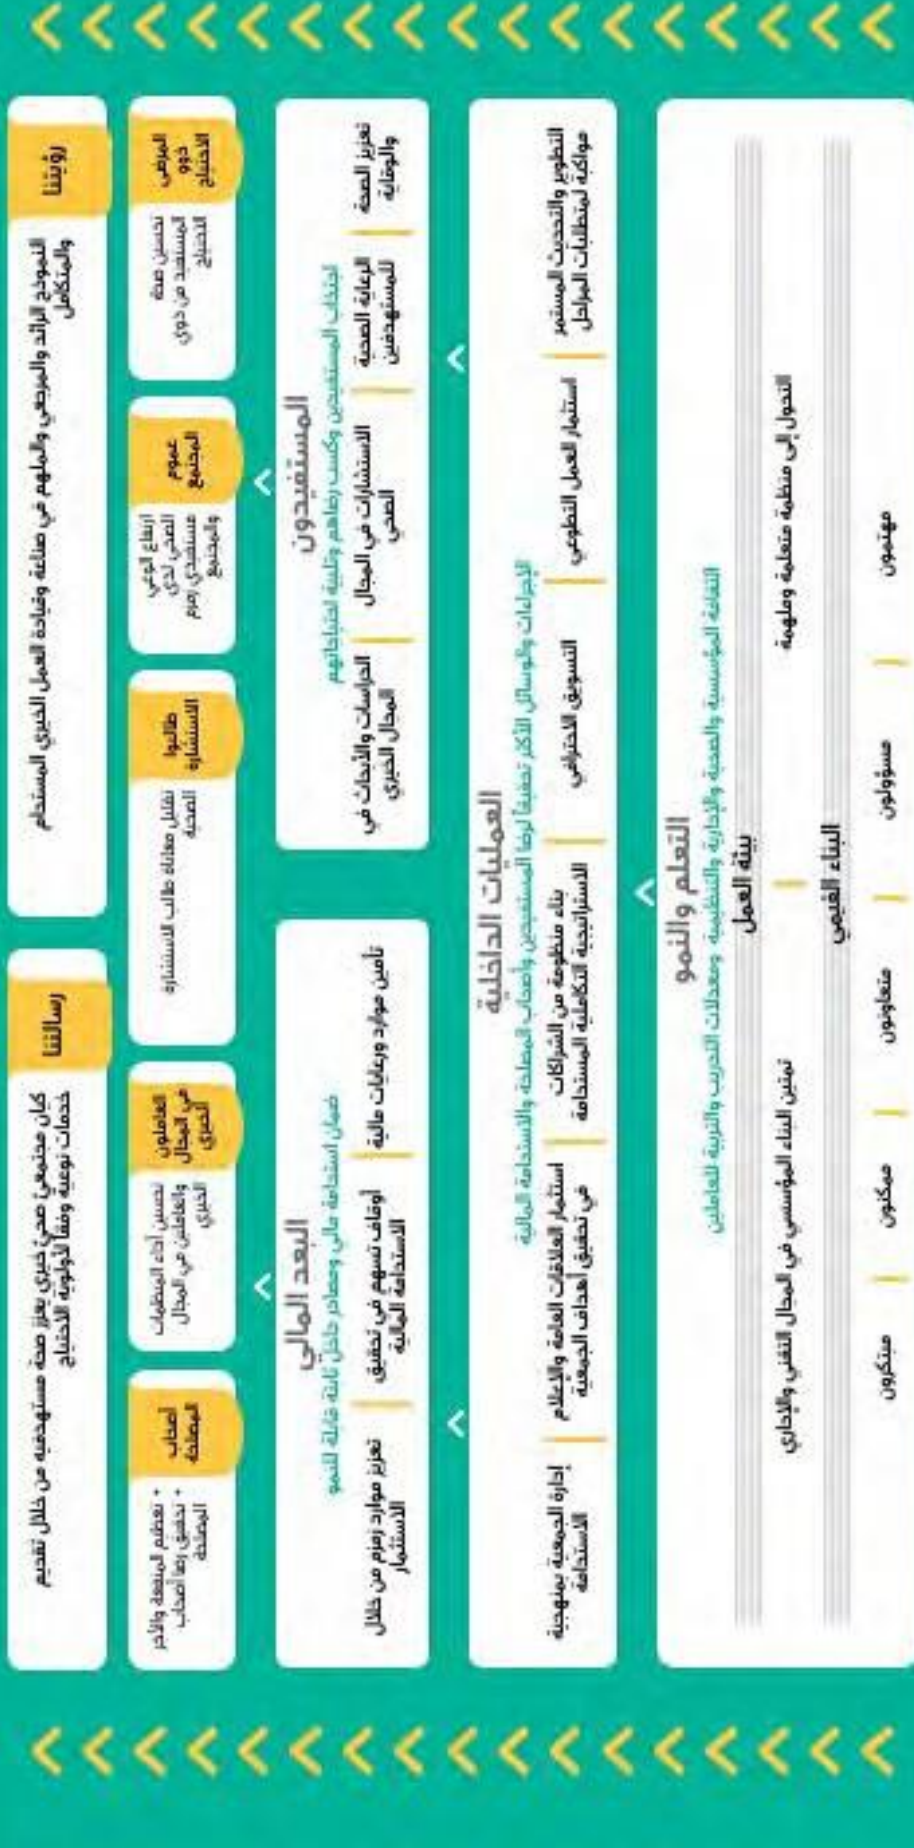 رؤيتنا
النموذج الرائد والمرجعي والملهم في صناعة وقيادة العمل الخيري المستدام
والمتكامل
رسالتنا
كيان مجتمعي صحي خيري يعزز صحة مستهدفيه من خلال تقديم
خدمات نوعية وفقاً لأولوية الاحتياج
المرضى
ذوو
الاحتياج
تحسين صحة
المستفيد من ذوي
الاحتياج
عموم
المجتمع
ارتفاع الوعي
الصحي لدى
مستفيدي زمزم
والمجتمع
طالبوا
الاستشارة
تقليل معاناة طالب الاستشارة
الصحية
العاملون
في المجال
الخيري
تحسين أداء المنظمات
والعاملين في المجال
الخيري
أصحاب
المصلحة
• تعظيم المنفعة والأجر
• تحقيق رضا أصحاب
المصلحة
المستفيدون
اجتذاب المستفيدين وكسب رضاهم وتلبية احتياجاتهم
تعزيز الصحة
والوقاية
الرعاية الصحية
للمستهدفين
الاستشارات في المجال
الصحي
الدراسات والأبحاث في
المجال الخيري
البعد المالي
ضمان استدامة مالي ومصادر داخل ثابتة قابلة للنمو
تأمين موارد ورعايات مالية
أوقاف تسهم في تحقيق
الاستدامة المالية
تعزيز موارد زمزم من خلال
الاستثمار
العمليات الداخلية
الإجراءات والوسائل الأكثر تحقيقاً لرضا المستفيدين وأصحاب المصلحة والاستدامة المالية
التطوير والتحديث المستمر
مواكبة لمتطلبات المراحل
استثمار العمل التطوعي
التسويق الاحترافي
بناء منظومة من الشراكات
الاستراتيجية التكاملية المستدامة
استثمار العلاقات العامة والإعلام
في تحقيق أهداف الجمعية
إدارة الجمعية بمنهجية
الاستدامة
التعلم والنمو
الثقافة المؤسسية والصحية والإدارية والتنظيمية ومعدلات التدريب والتربية للعاملين
بيئة العمل
التحول إلى منظمة متعلمة وملهمة
تمتين البناء المؤسسي في المجال التقني والإداري
البناء القيمي
مهتمون
مسؤولون
متعاونون
ممكنون
مبتكرون